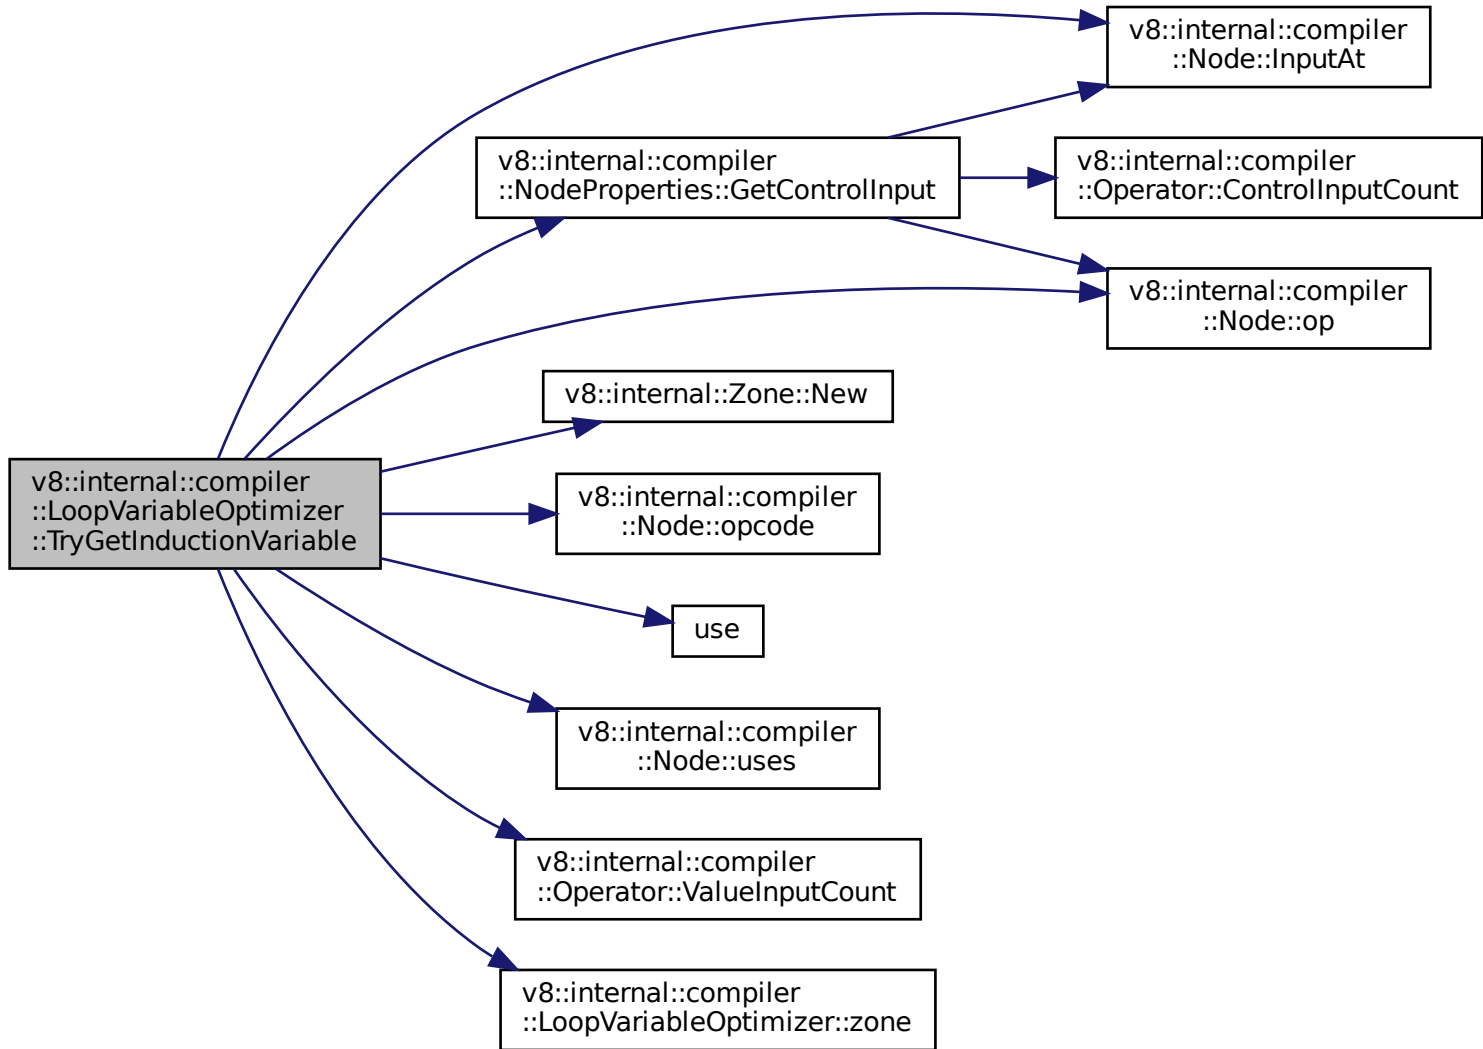 v8::internal::compiler
::Node::InputAt
v8::internal::compiler
::NodeProperties::GetControlInput
v8::internal::compiler
::Operator::ControlInputCount
v8::internal::compiler
::Node::op
v8::internal::Zone::New
v8::internal::compiler
::LoopVariableOptimizer
::TryGetInductionVariable
v8::internal::compiler
::Node::opcode
use
v8::internal::compiler
::Node::uses
v8::internal::compiler
::Operator::ValueInputCount
v8::internal::compiler
::LoopVariableOptimizer::zone